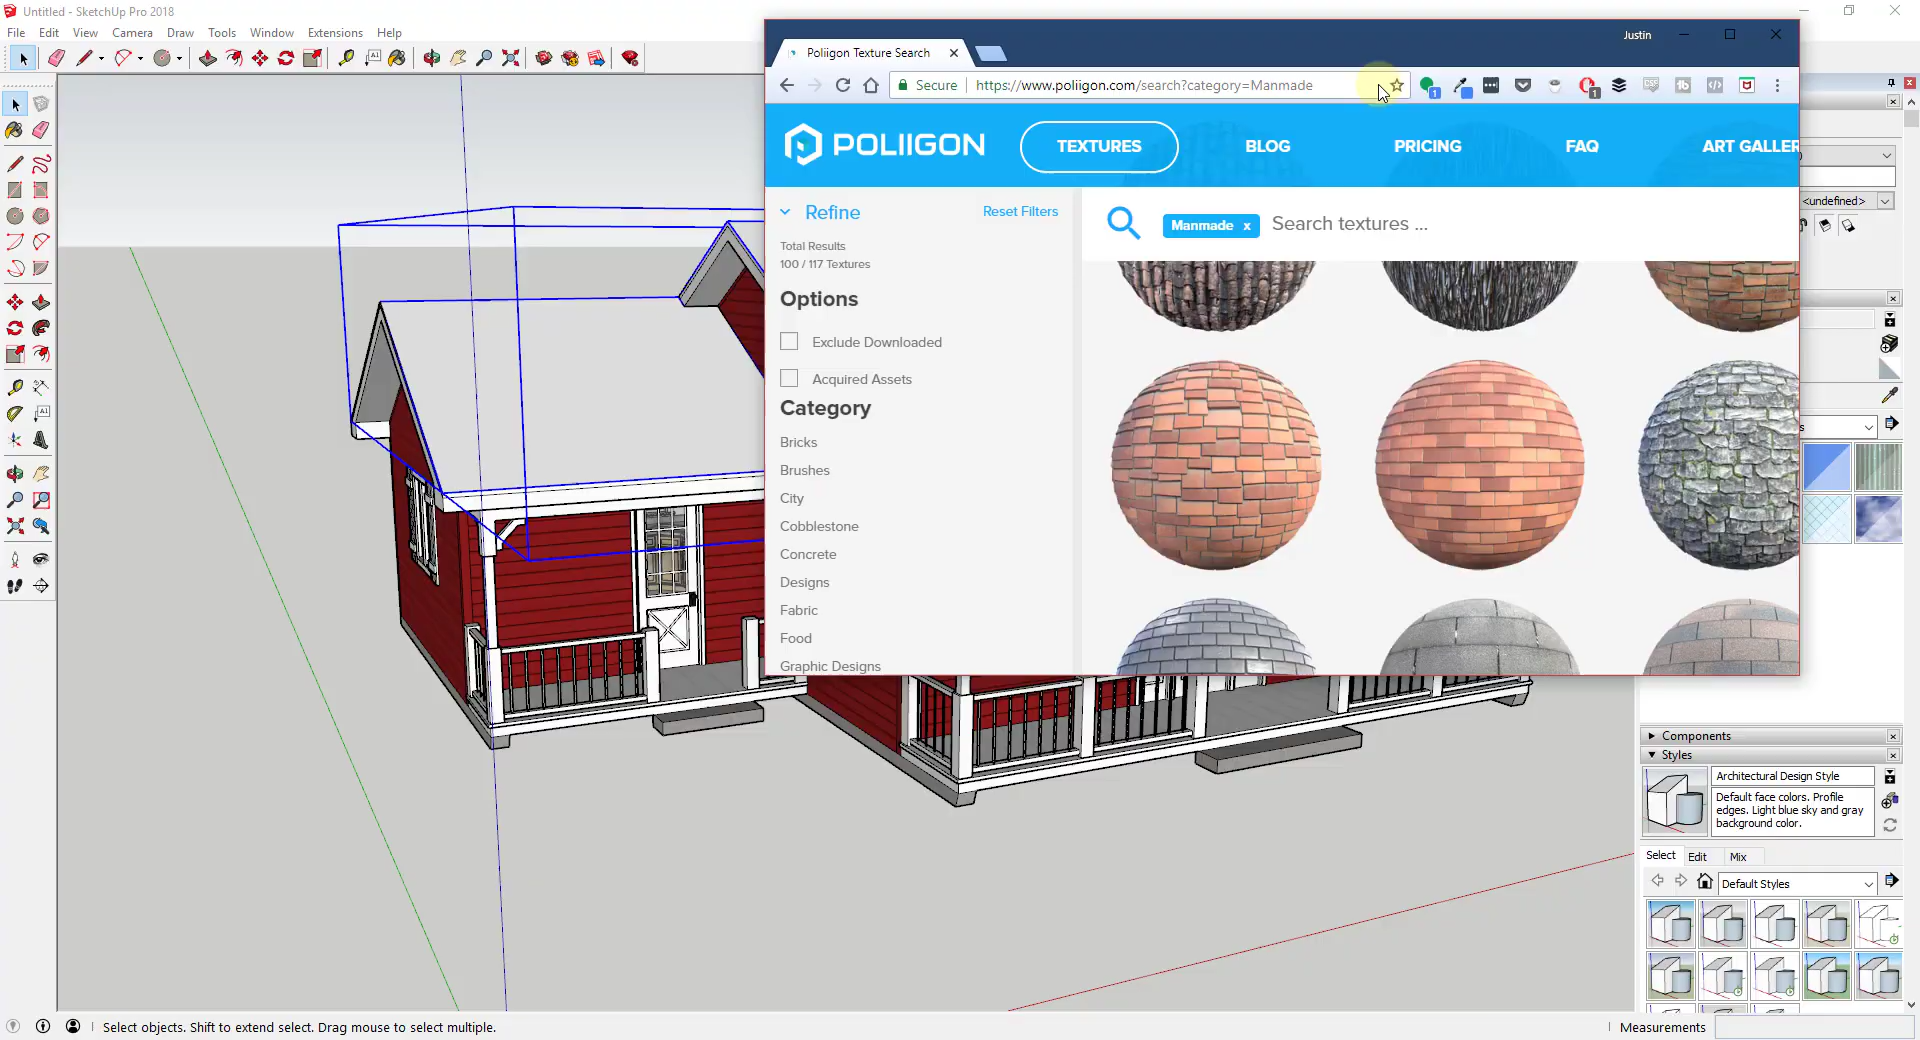 Untitled - SketchUp Pro 2018
File Edit View Camera Draw Tools Window Extensions Help
Justin
Poliigon Texture Search
Secure https://www.poliigon.com/search?category=Manmade
POLIIGON TEXTURES BLOG PRICING FAQ ART GALLER
Refine Reset Filters
Manmade x Search textures ...
Total Results
100 / 117 Textures
Options
Exclude Downloaded
Acquired Assets
Category
Bricks
Brushes
City
Cobblestone
Concrete
Designs
Fabric
Food
Graphic Designs
<undefined>
Components
Styles
Architectural Design Style
Default face colors. Profile
edges. Light blue sky and gray
background color.
Select Edit Mix
Default Styles
Select objects. Shift to extend select. Drag mouse to select multiple.
Measurements